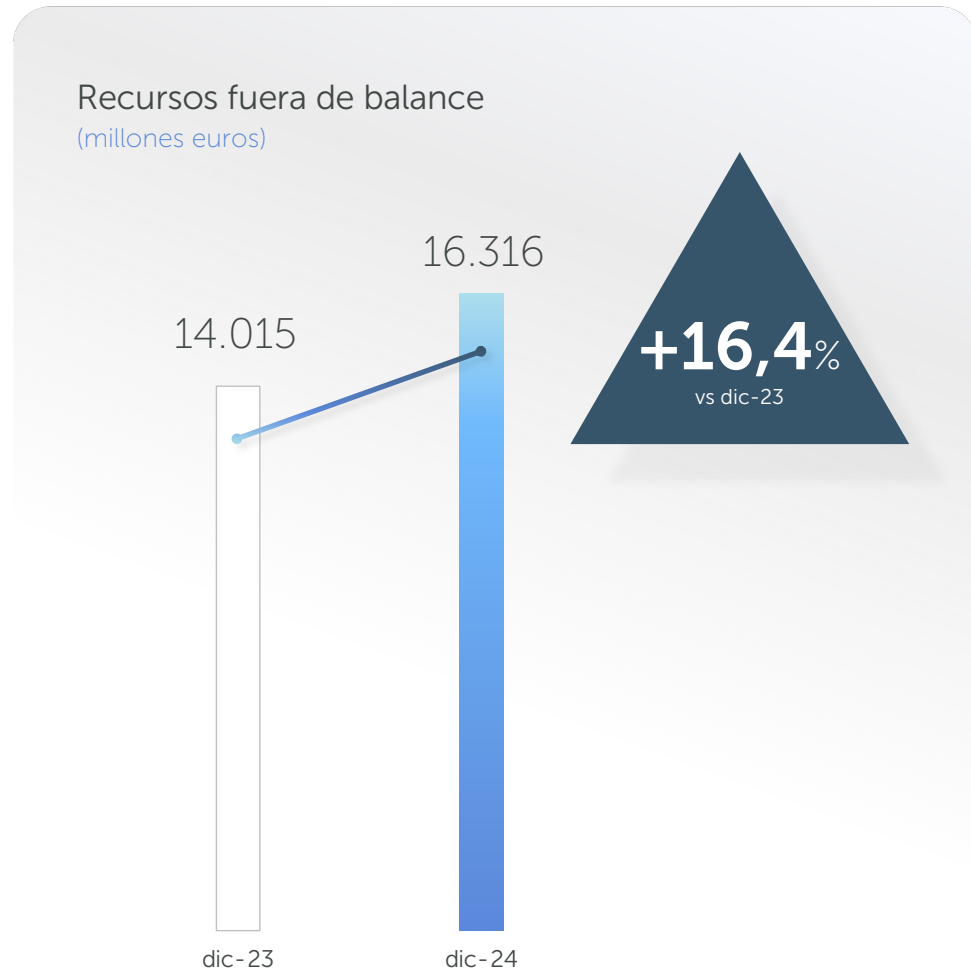 Recursos fuera de balance
(millones euros)
16.316
14.015
+16,4%
vs dic-23
dic-23
dic-24